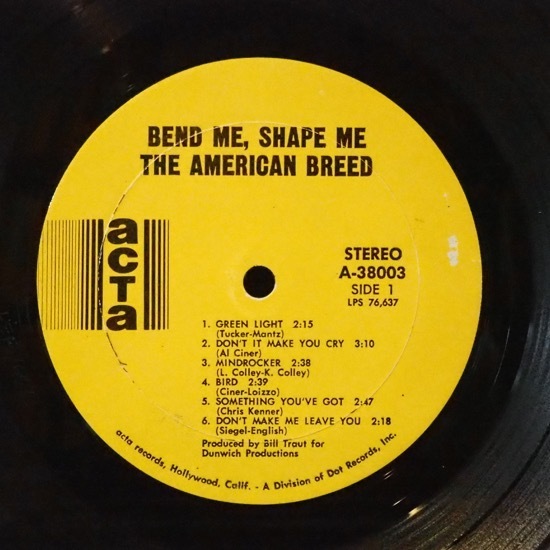 BEND ME, SHAPE ME
THE AMERICAN BREED
acta
STEREO
A-38003
SIDE 1
LPS 76,637
1. GREEN LIGHT 2:15
(Tucker-Mantz)
2. DON'T IT MAKE YOU CRY 3:10
(Al Ciner)
3. MINDROCKER 2:38
(L. Colley-K. Colley)
4. BIRD 2:39
(Ciner-Loizzo)
5. SOMETHING YOU'VE GOT 2:47
(Chris Kenner)
6. DON'T MAKE ME LEAVE YOU 2:18
(Siegel-English)
Produced by Bill Traut for
Dunwich Productions
acta records, Hollywood, Calif. - A Division of Dot Records, Inc.